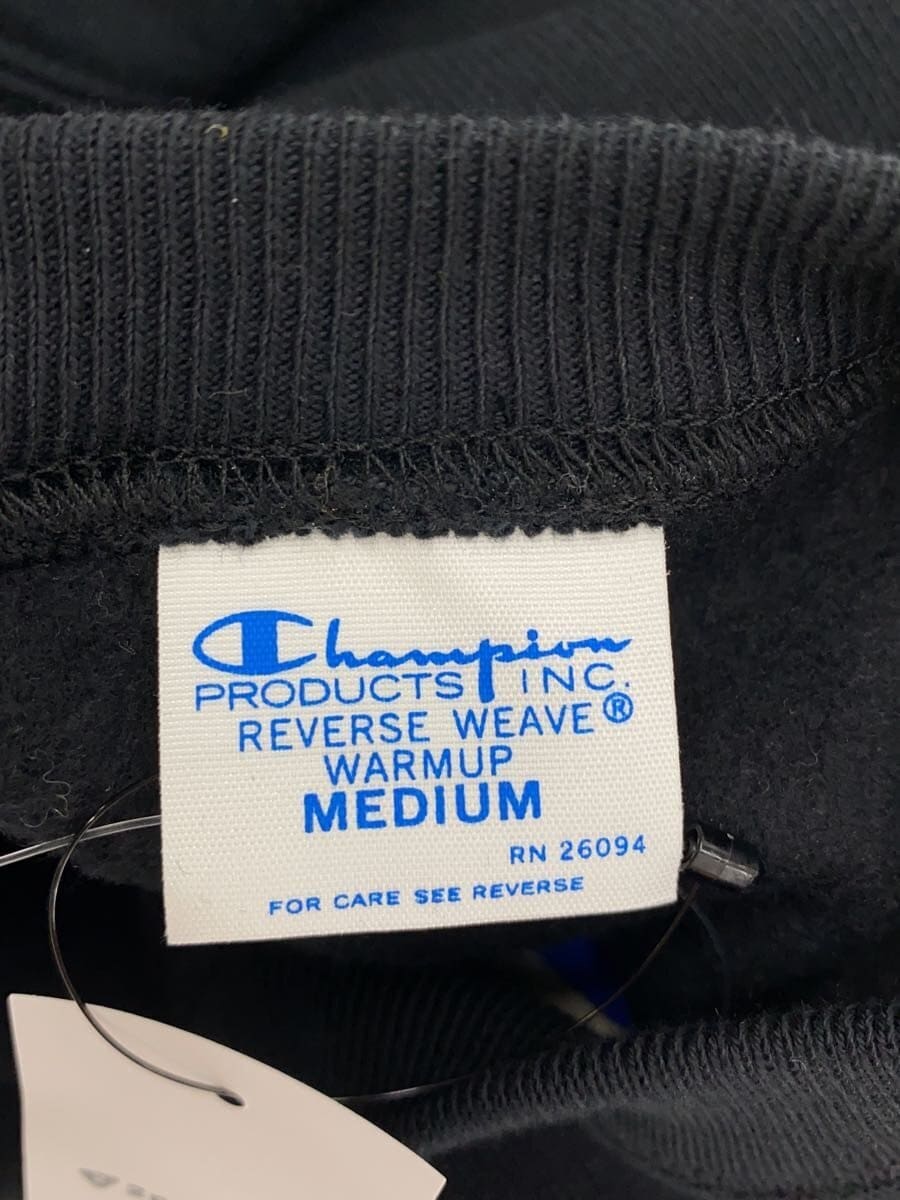 Champion
PRODUCTS INC.
REVERSE WEAVE®
WARMUP
MEDIUM
RN 26094
FOR CARE SEE REVERSE